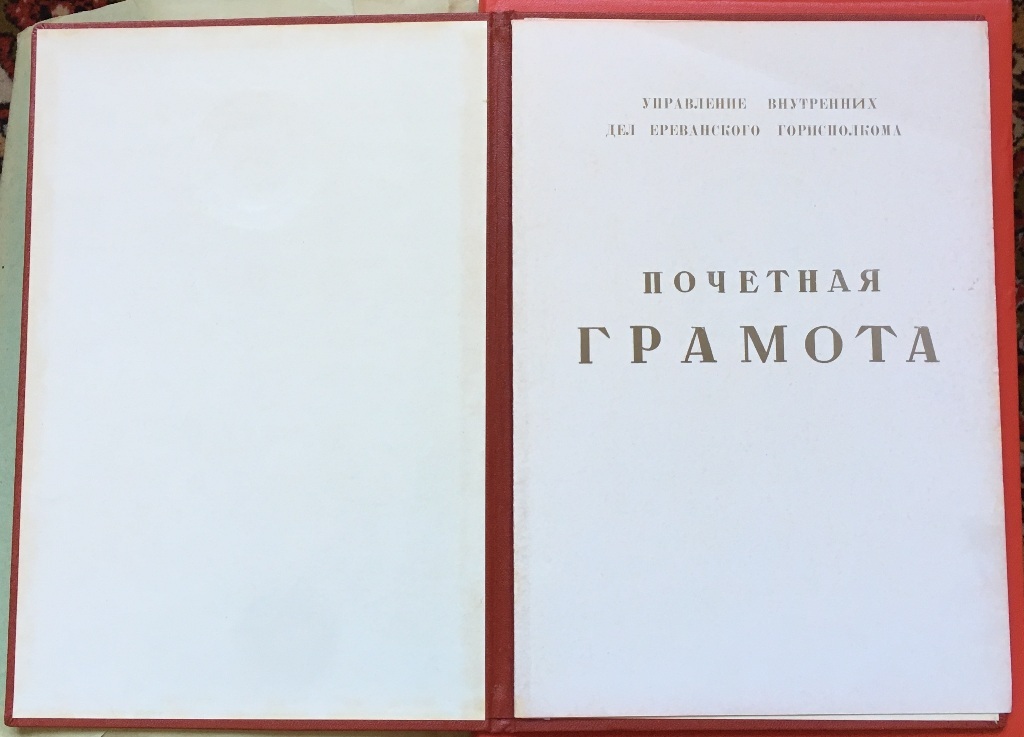 УПРАВЛЕНИЕ ВНУТРЕННИХ
ДЕЛ ЕРЕВАНСКОГО ГОРИСПОЛКОМА
ПОЧЕТНАЯ
ГРАМОТА